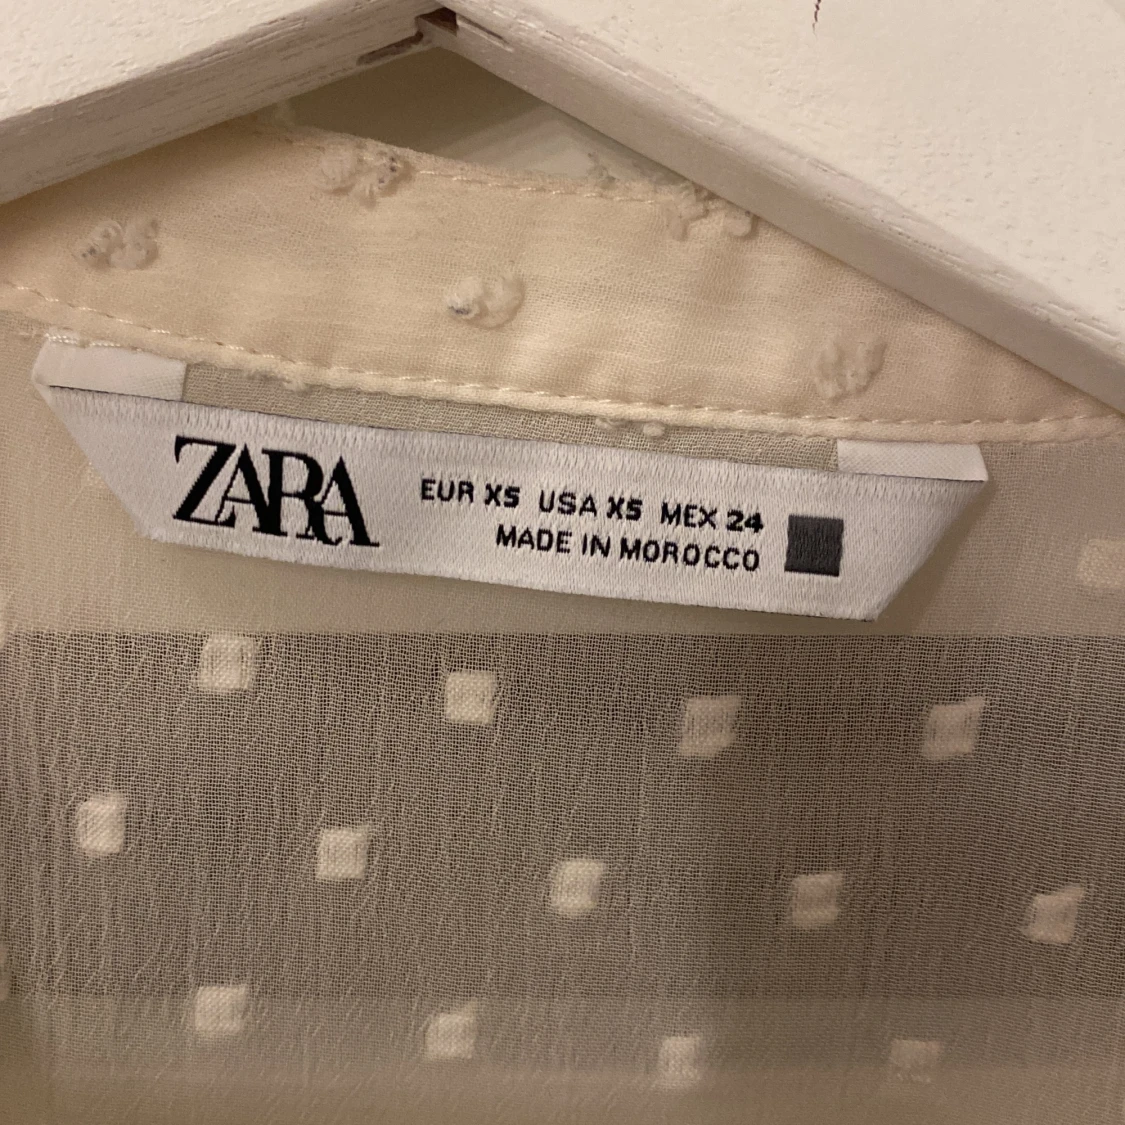 ZARA
EUR XS USA XS MEX 24
MADE IN MOROCCO